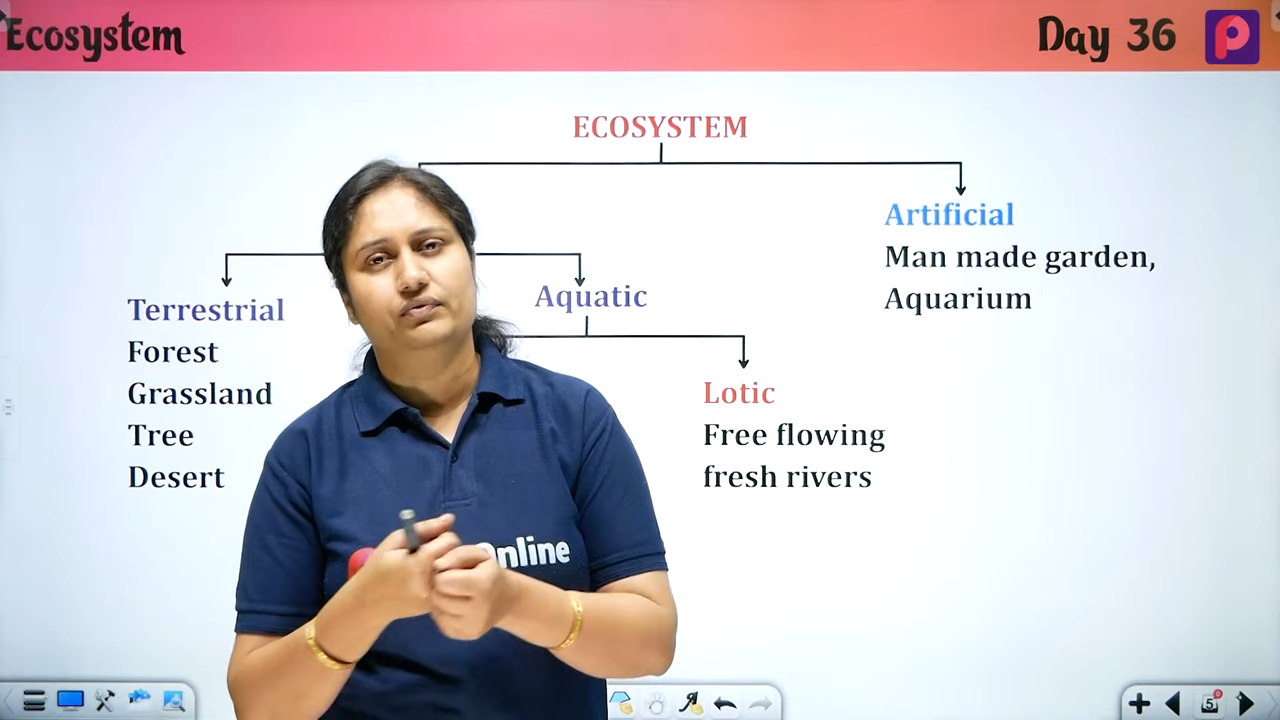 Ecosystem
Day 36
ECOSYSTEM
Artificial
Man made garden,
Aquarium
Terrestrial
Forest
Grassland
Tree
Desert
Aquatic
Lotic
Free flowing
fresh rivers
Online
5